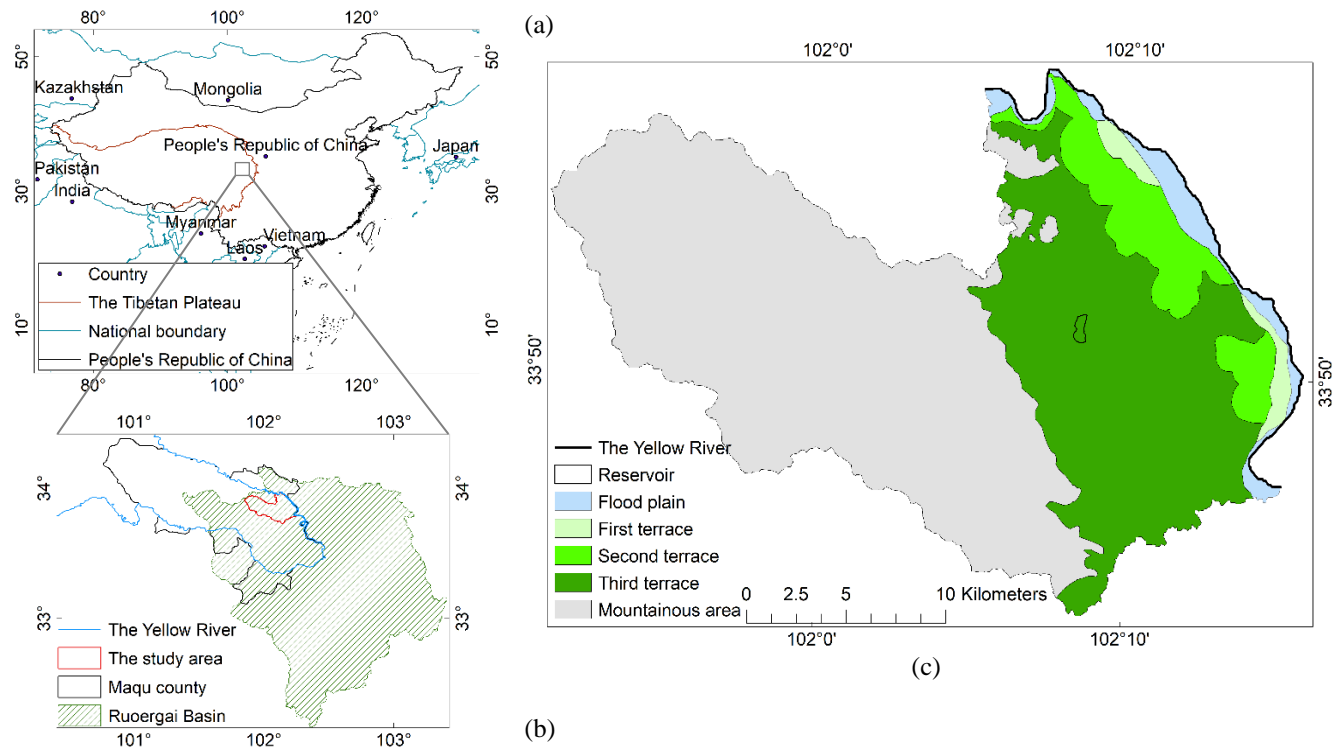 (a)
80°
100°
120°
50°
30°
10°
Kazakhstan
Mongolia
People's Republic of China
Japan
Pakistan
India
Myanmar
Laos
Vietnam
Country
The Tibetan Plateau
National boundary
People's Republic of China
50°
30°
10°
80°
100°
120°
101°
102°
103°
34°
33°
34°
33°
The Yellow River
The study area
Maqu county
Ruoergai Basin
101°
102°
103°
(b)
102°0'
102°10'
33°50'
33°50'
The Yellow River
Reservoir
Flood plain
First terrace
Second terrace
Third terrace
Mountainous area
0 2.5 5 10 Kilometers
102°0'
102°10'
(c)